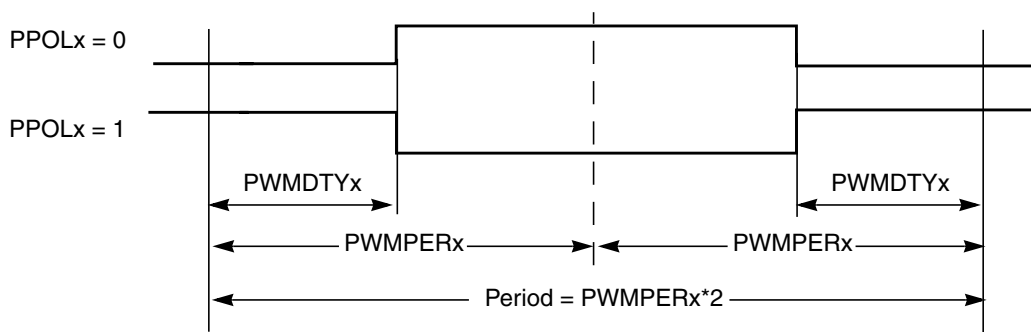 PPOLx = 0
PPOLx = 1
PWMDTYx
PWMDTYx
PWMPERx
PWMPERx
Period = PWMPERx*2